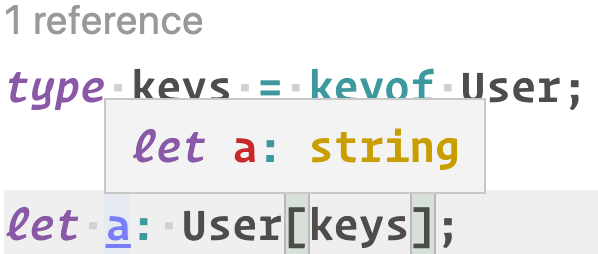 1 reference
type keys = keyof User;
let a: string
let a: User[keys];